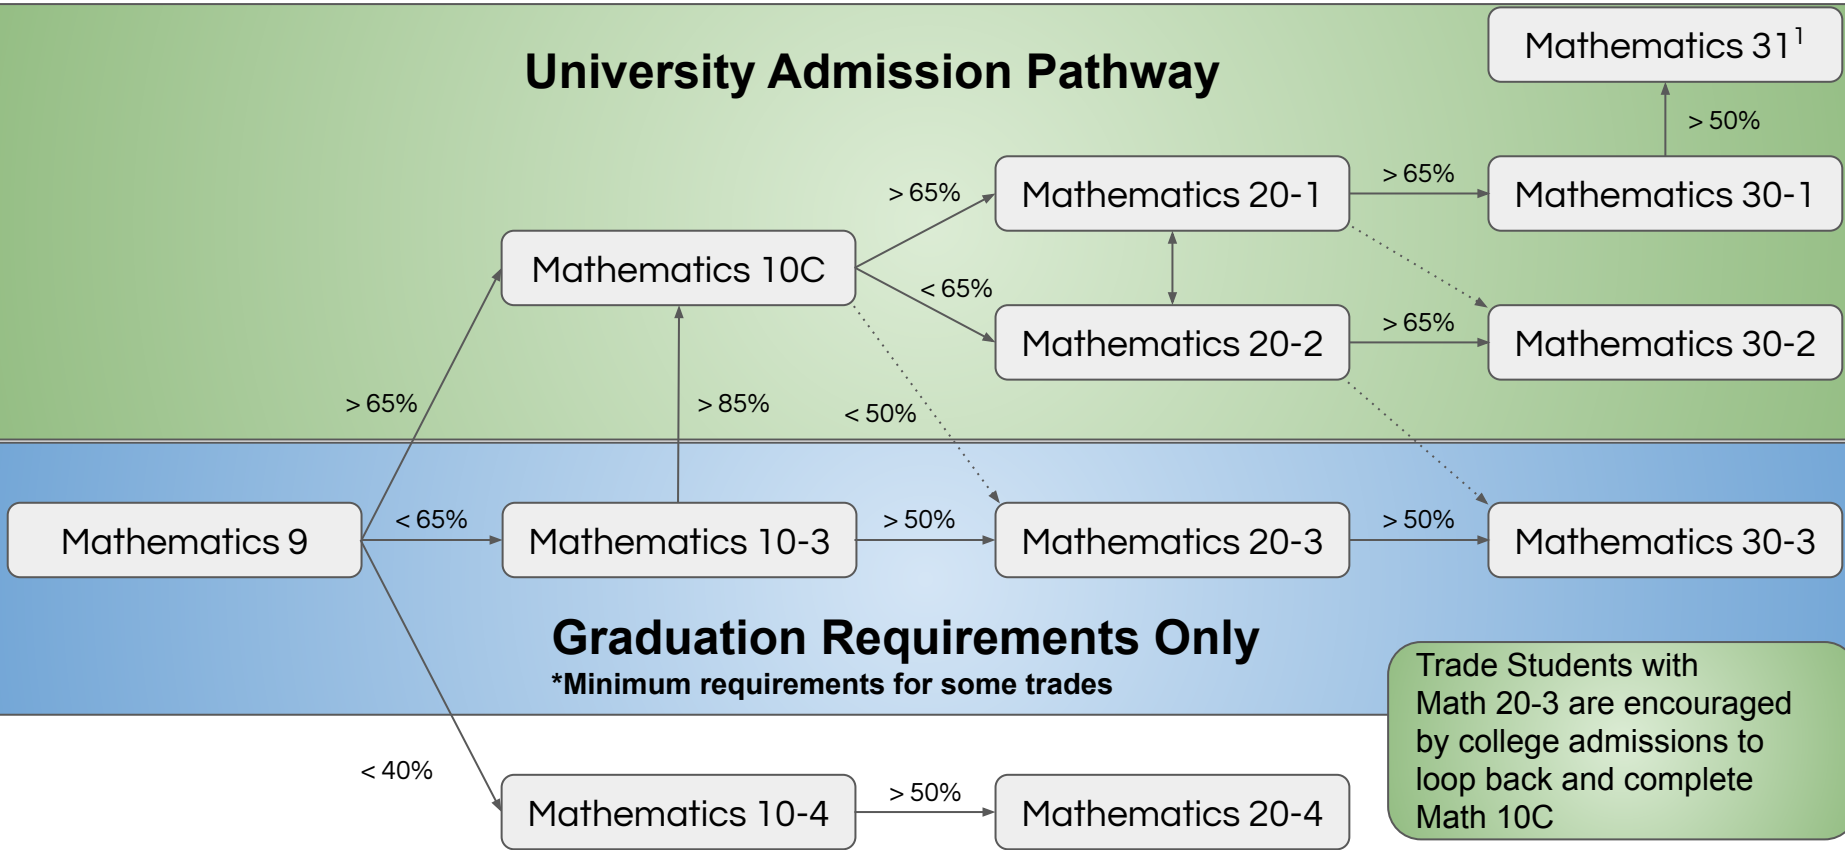 University Admission Pathway
Mathematics 31¹
> 50%
> 65%
Mathematics 20-1
> 65%
Mathematics 30-1
Mathematics 10C
< 65%
Mathematics 20-2
> 65%
Mathematics 30-2
> 65%
> 85%
< 50%
Mathematics 9
< 65%
Mathematics 10-3
> 50%
Mathematics 20-3
> 50%
Mathematics 30-3
Graduation Requirements Only
*Minimum requirements for some trades
< 40%
Mathematics 10-4
> 50%
Mathematics 20-4
Trade Students with
Math 20-3 are encouraged
by college admissions to
loop back and complete
Math 10C